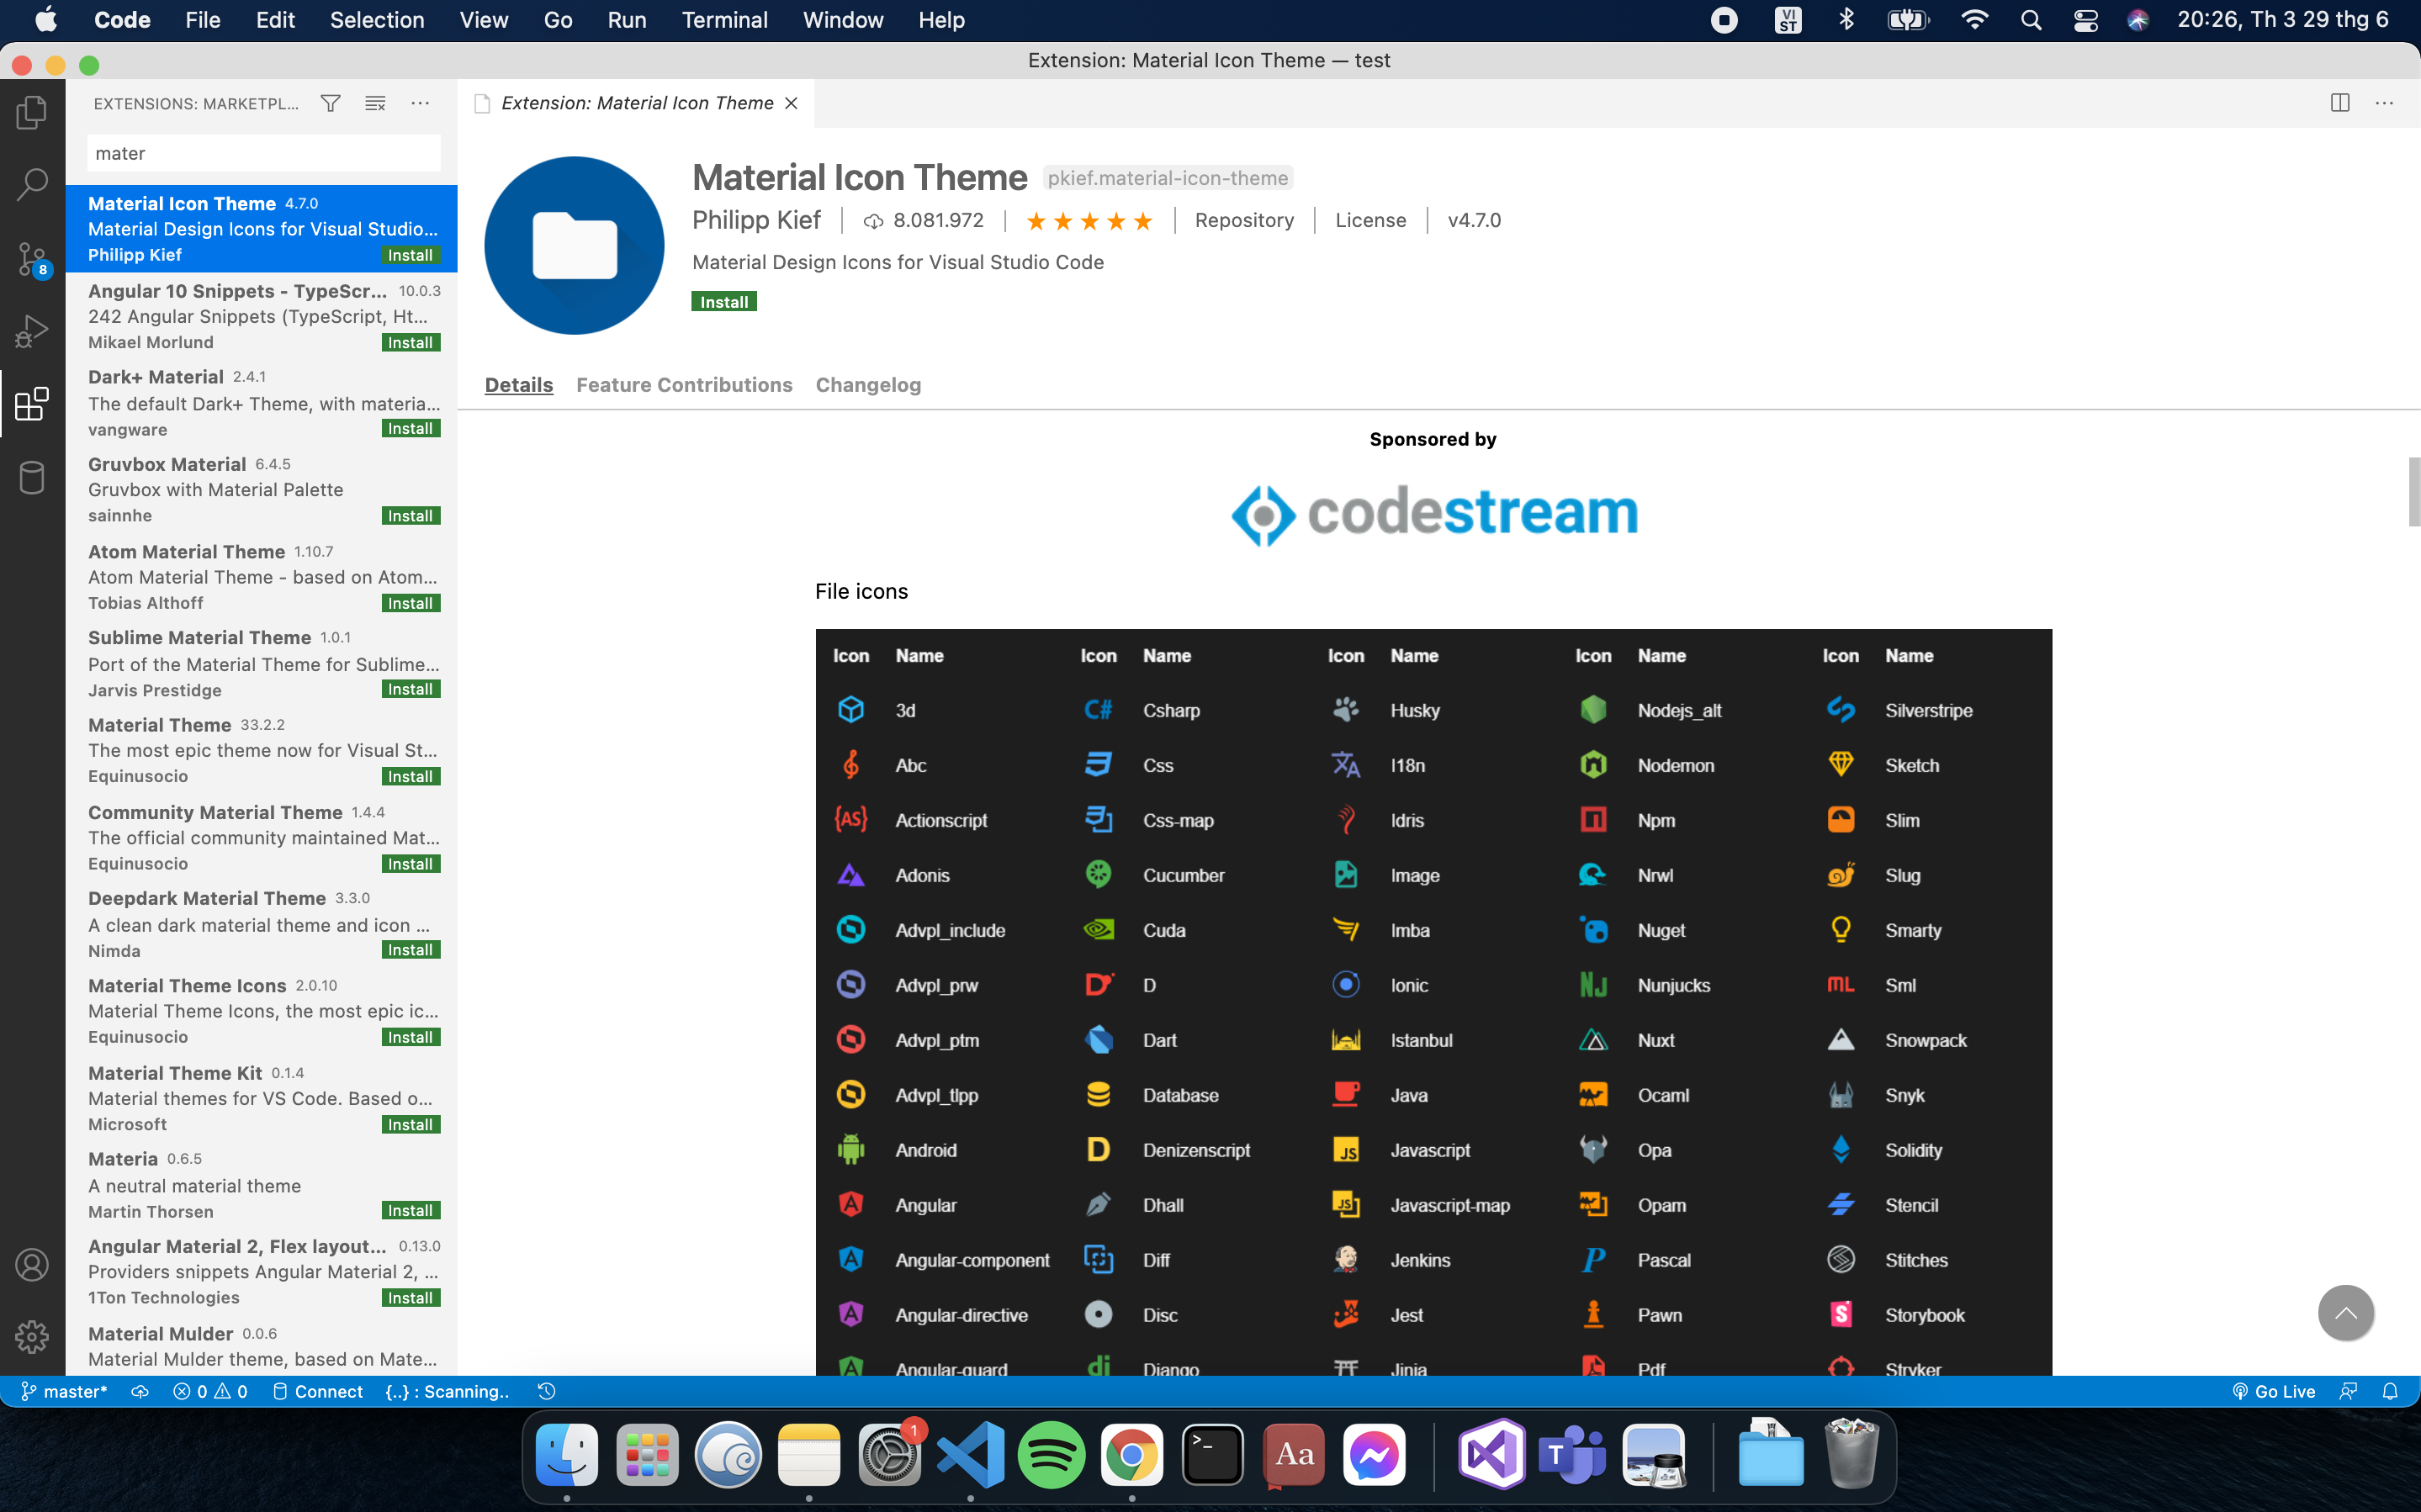 Code File Edit Selection View Go Run Terminal Window Help VI ST 20:26, Th 3 29 thg 6
Extension: Material Icon Theme — test
EXTENSIONS: MARKETPL...
Extension: Material Icon Theme
mater
Material Icon Theme 4.7.0
Material Design Icons for Visual Studio...
Philipp Kief Install
Angular 10 Snippets - TypeScr... 10.0.3
242 Angular Snippets (TypeScript, Ht...
Mikael Morlund Install
Dark+ Material 2.4.1
The default Dark+ Theme, with materia...
vangware Install
Gruvbox Material 6.4.5
Gruvbox with Material Palette
sainnhe Install
Atom Material Theme 1.10.7
Atom Material Theme - based on Atom...
Tobias Althoff Install
Sublime Material Theme 1.0.1
Port of the Material Theme for Sublime...
Jarvis Prestidge Install
Material Theme 33.2.2
The most epic theme now for Visual St...
Equinusocio Install
Community Material Theme 1.4.4
The official community maintained Mat...
Equinusocio Install
Deepdark Material Theme 3.3.0
A clean dark material theme and icon ...
Nimda Install
Material Theme Icons 2.0.10
Material Theme Icons, the most epic ic...
Equinusocio Install
Material Theme Kit 0.1.4
Material themes for VS Code. Based o...
Microsoft Install
Materia 0.6.5
A neutral material theme
Martin Thorsen Install
Angular Material 2, Flex layout... 0.13.0
Providers snippets Angular Material 2, ...
1Ton Technologies Install
Material Mulder 0.0.6
Material Mulder theme, based on Mate...
8
Material Icon Theme pkief.material-icon-theme
Philipp Kief 8.081.972 Repository License v4.7.0
Material Design Icons for Visual Studio Code
Install
Details Feature Contributions Changelog
Sponsored by
codestream
File icons
Icon Name Icon Name Icon Name Icon Name Icon Name
3d C# Csharp Husky Nodejs_alt Silverstripe
Abc Css I18n Nodemon Sketch
{AS} Actionscript Css-map Idris Npm Slim
Adonis Cucumber Image Nrwl Slug
Advpl_include Cuda Imba Nuget Smarty
Advpl_prw D D Ionic NJ Nunjucks ML Sml
Advpl_ptm Dart Istanbul Nuxt Snowpack
Advpl_tlpp Database Java Ocaml Snyk
Android D Denizenscript JS Javascript Opa Solidity
A Angular Dhall JS Javascript-map Opam Stencil
A Angular-component Diff Jenkins P Pascal Stitches
A Angular-directive Disc Jest Pawn S Storybook
A Angular-guard dj Django Jinja Pdf Stryker
master* 0 0 Connect {..} : Scanning.. Go Live
1 >_ Aa T